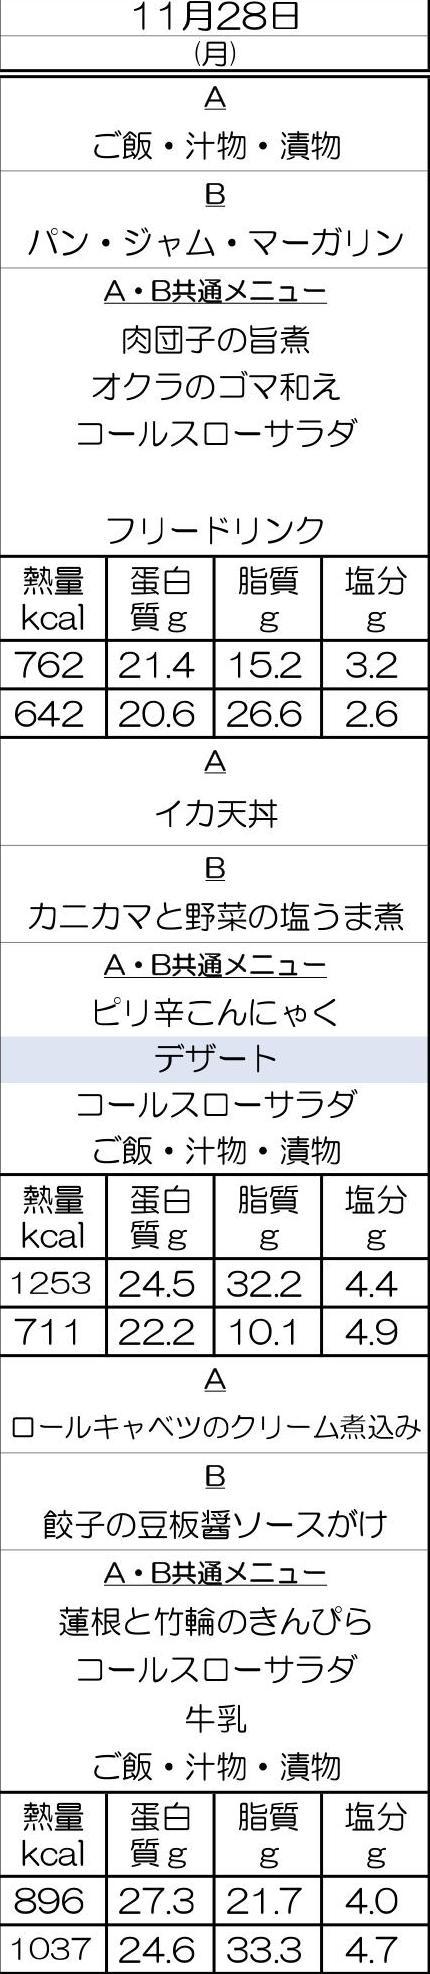 11月28日
(月)
A
ご飯・汁物・漬物
B
パン・ジャム・マーガリン
A・B共通メニュー
肉団子の旨煮
オクラのゴマ和え
コールスローサラダ
フリードリンク
熱量 蛋白 脂質 塩分
kcal 質g g g
762 21.4 15.2 3.2
642 20.6 26.6 2.6
A
イカ天丼
B
カニカマと野菜の塩うま煮
A・B共通メニュー
ピリ辛こんにゃく
デザート
コールスローサラダ
ご飯・汁物・漬物
熱量 蛋白 脂質 塩分
kcal 質g g g
1253 24.5 32.2 4.4
711 22.2 10.1 4.9
A
ロールキャベツのクリーム煮込み
B
餃子の豆板醤ソースがけ
A・B共通メニュー
蓮根と竹輪のきんぴら
コールスローサラダ
牛乳
ご飯・汁物・漬物
熱量 蛋白 脂質 塩分
kcal 質g g g
896 27.3 21.7 4.0
1037 24.6 33.3 4.7